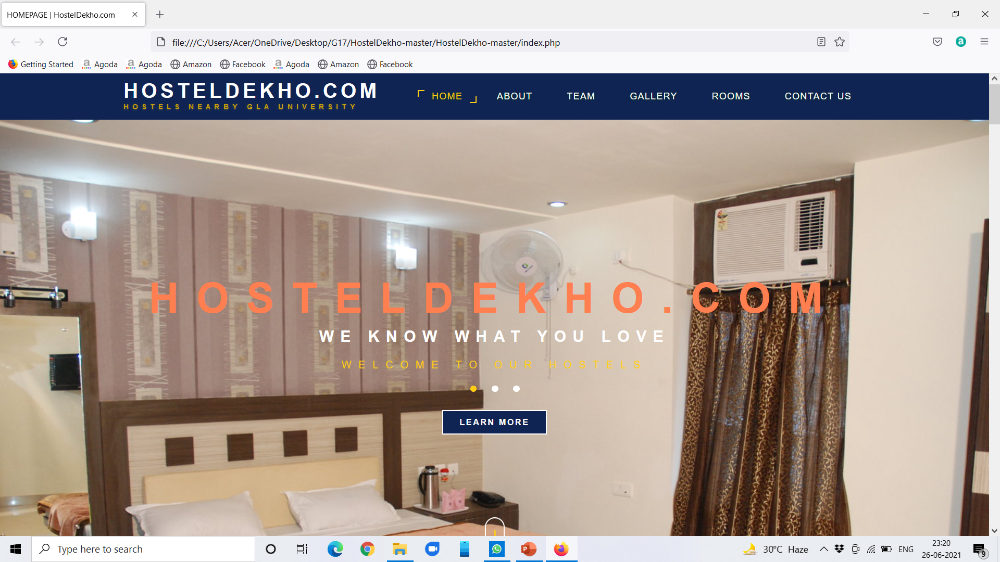 HOMEPAGE | HostelDekho.com
file:///C:/Users/Acer/OneDrive/Desktop/G17/HostelDekho-master/HostelDekho-master/index.php
Getting Started Agoda Agoda Amazon Facebook Agoda Amazon Facebook
HOSTELDEKHO.COM
HOSTELS NEARBY GLA UNIVERSITY
HOME ABOUT TEAM GALLERY ROOMS CONTACT US
HOSTELDEKHO.COM
WE KNOW WHAT YOU LOVE
WELCOME TO OUR HOSTELS
LEARN MORE
Type here to search
30°C Haze
ENG
23:20
26-06-2021
9